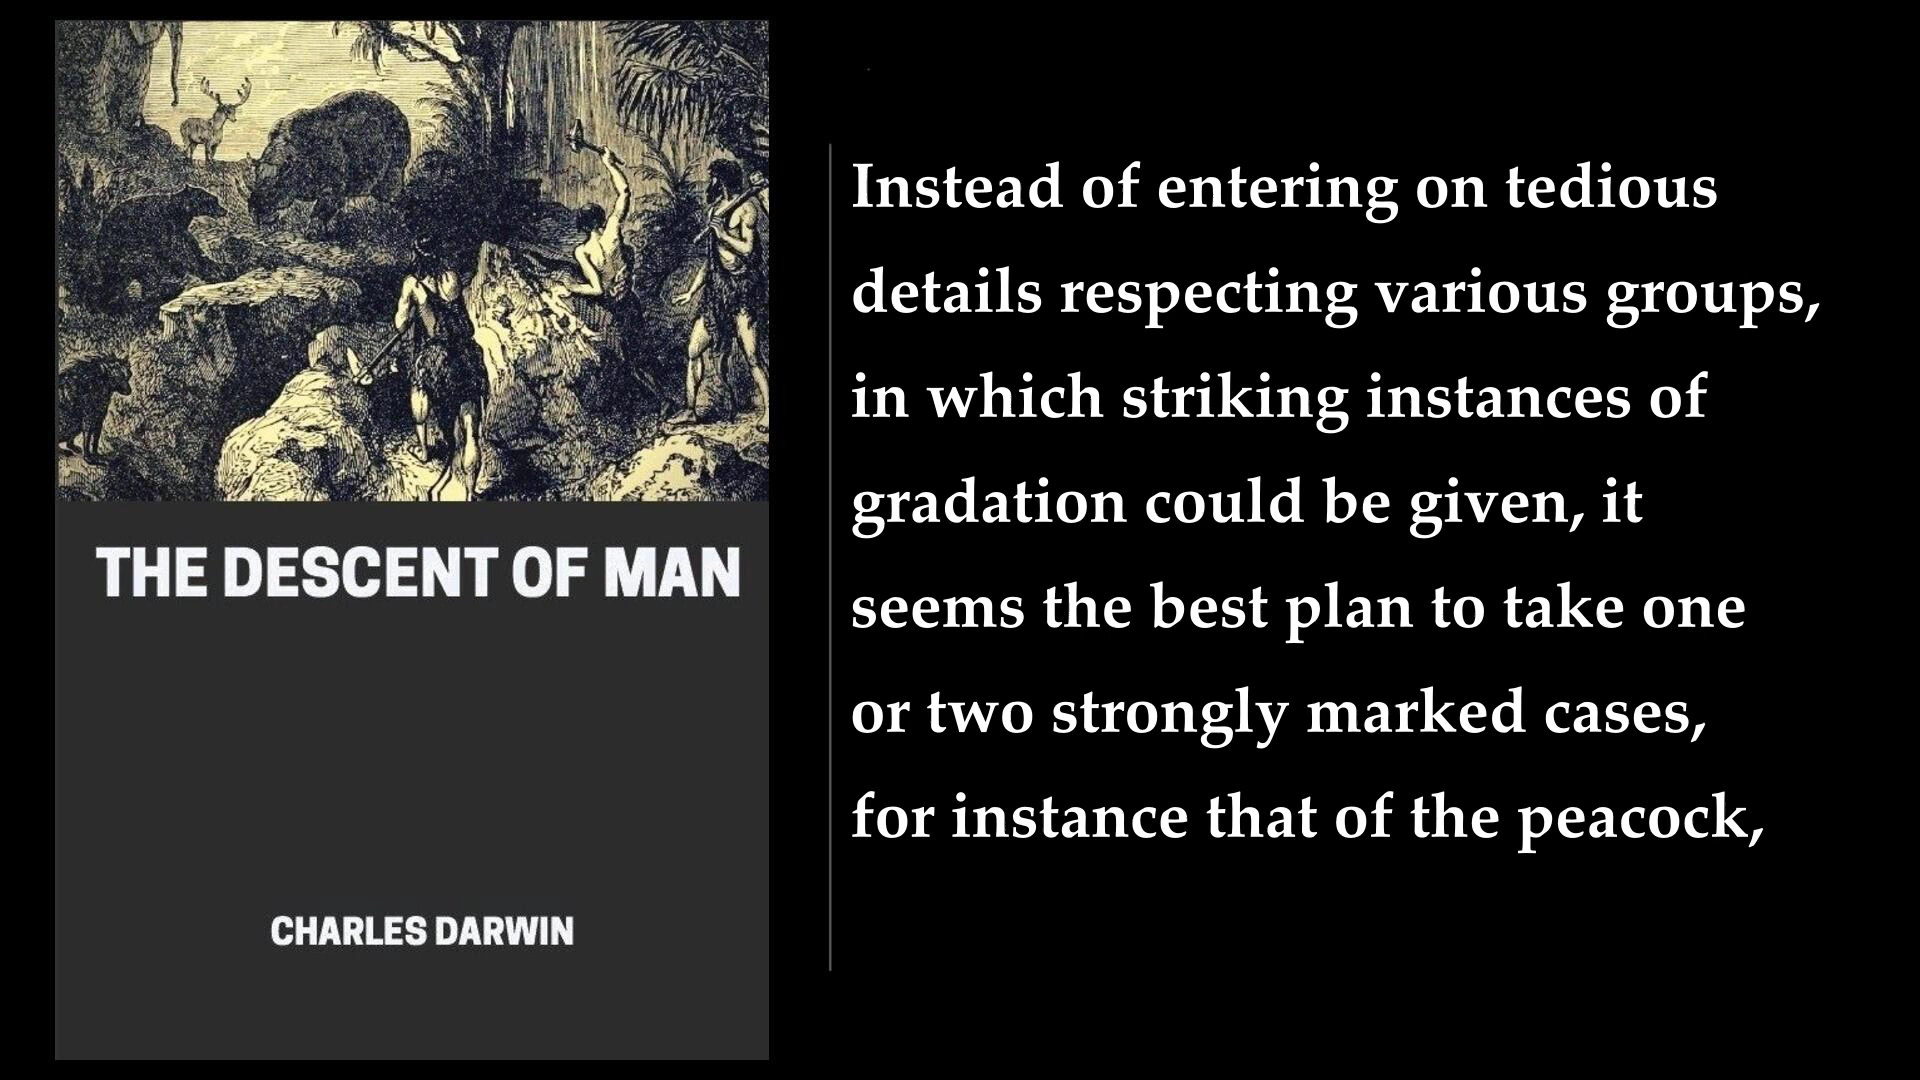 THE DESCENT OF MAN
CHARLES DARWIN
Instead of entering on tedious
details respecting various groups,
in which striking instances of
gradation could be given, it
seems the best plan to take one
or two strongly marked cases,
for instance that of the peacock,